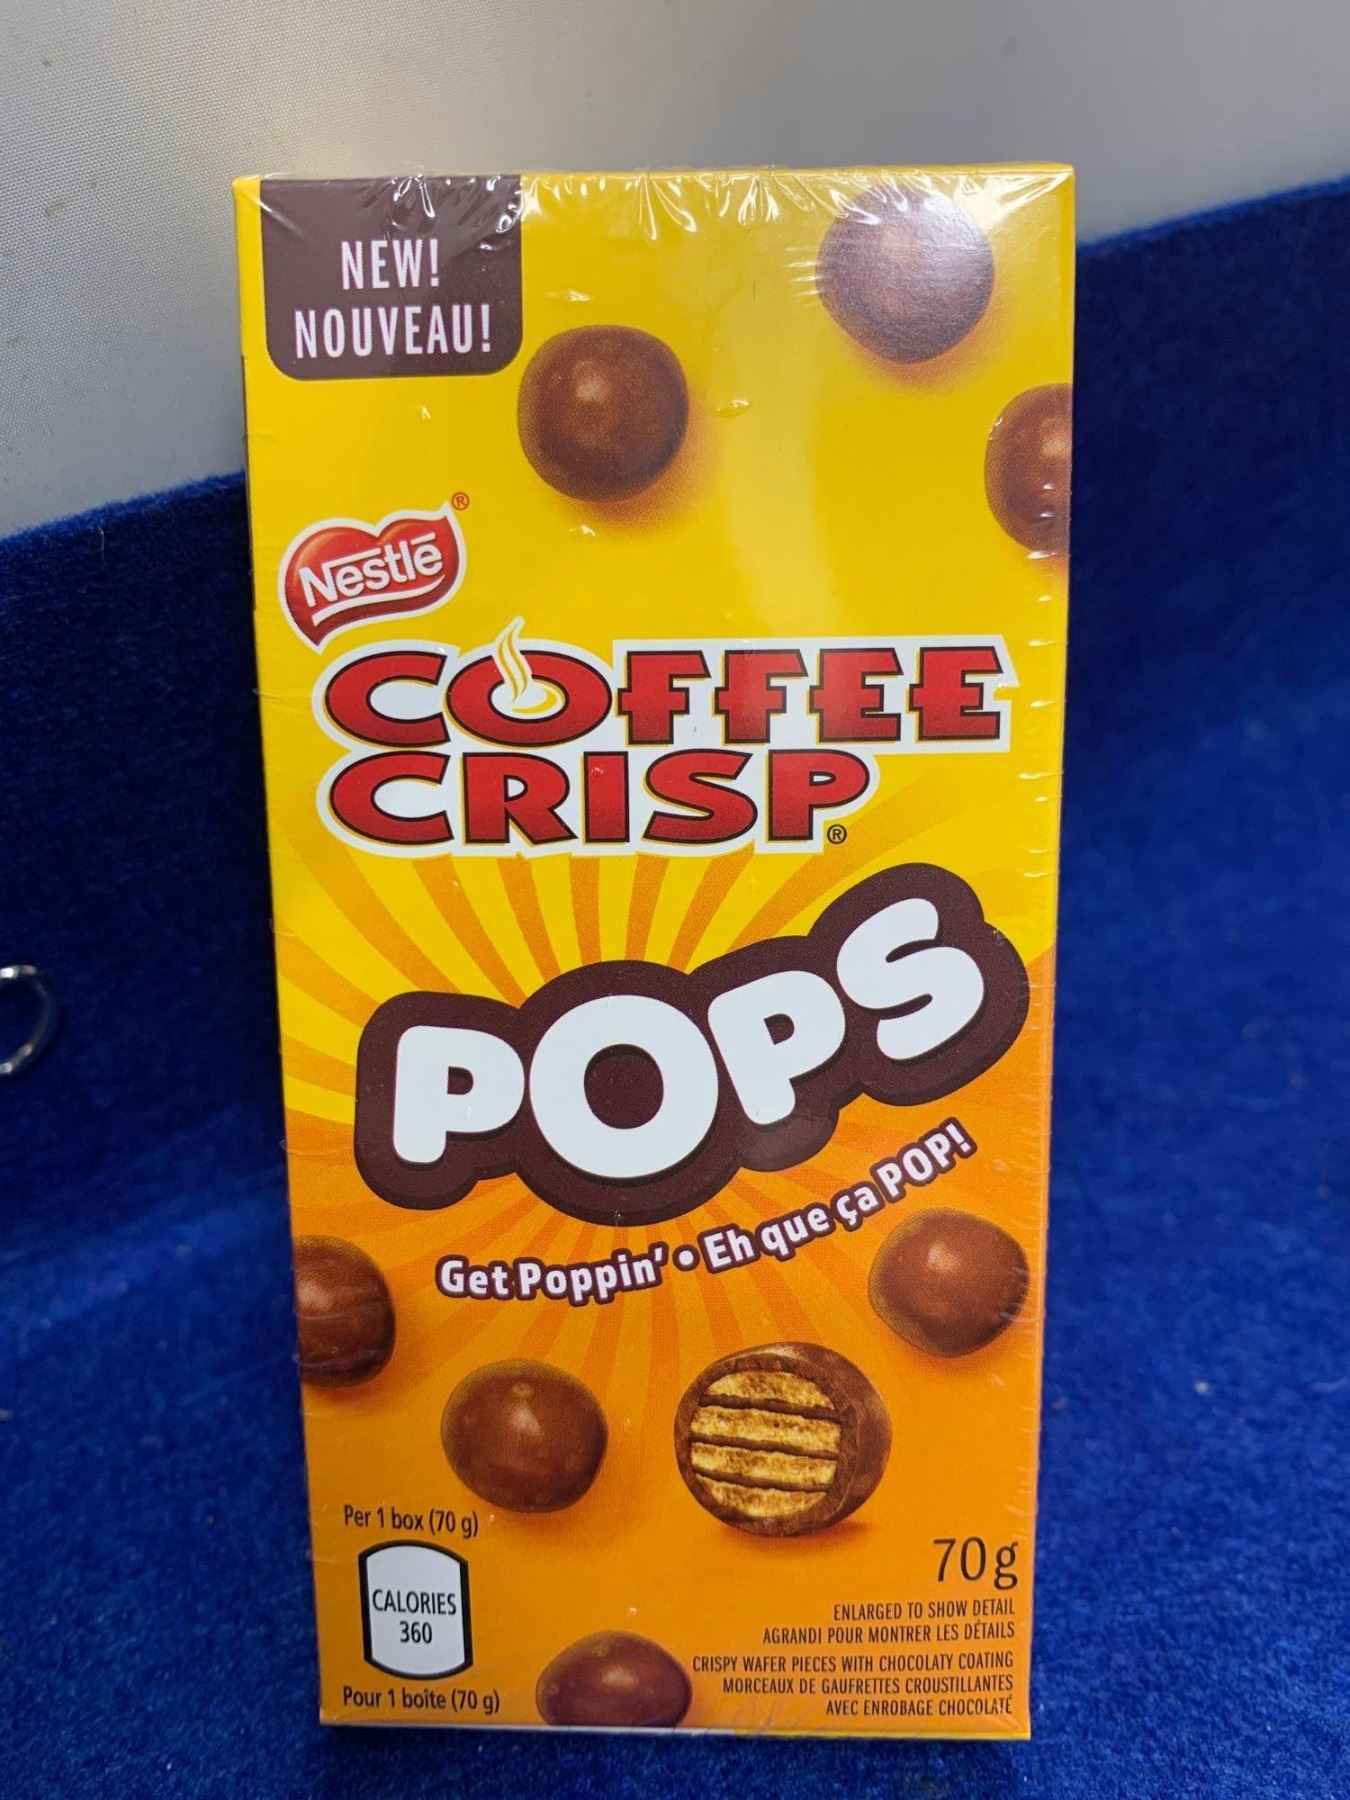 NEW!
NOUVEAU!
Nestlē®
COFFEE
CRISP®
POPS
Get Poppin' • Eh que ça POP!
Per 1 box (70 g)
CALORIES
360
Pour 1 boîte (70 g)
70 g
ENLARGED TO SHOW DETAIL
AGRANDI POUR MONTRER LES DÉTAILS
CRISPY WAFER PIECES WITH CHOCOLATY COATING
MORCEAUX DE GAUFRETTES CROUSTILLANTES
AVEC ENROBAGE CHOCOLATÉ